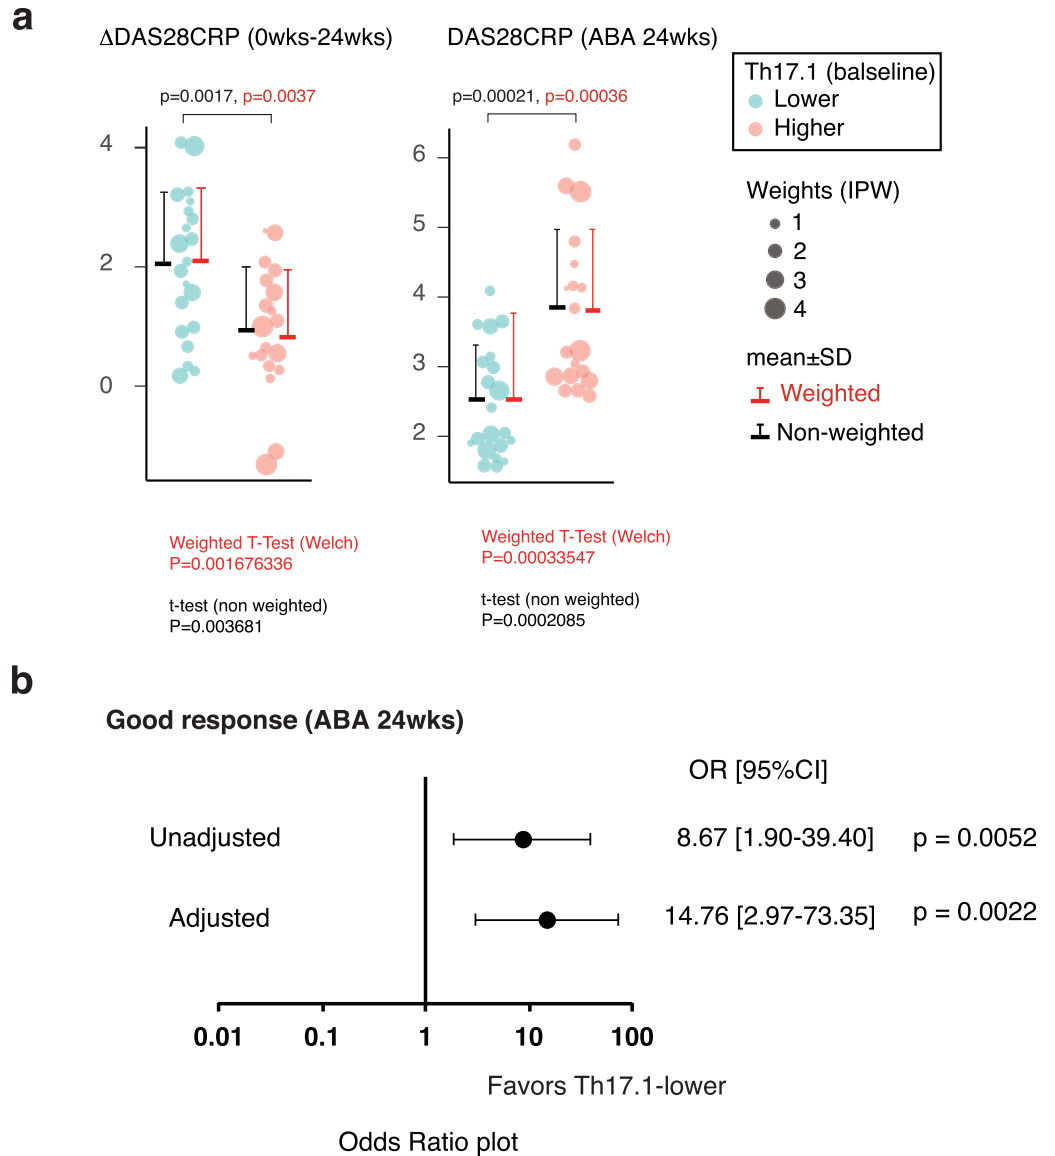 a
ΔDAS28CRP (0wks-24wks)
DAS28CRP (ABA 24wks)
p=0.0017, p=0.0037
p=0.00021, p=0.00036
4
2
0
6
5
4
3
2
Th17.1 (balseline)
Lower
Higher
Weights (IPW)
1
2
3
4
mean±SD
Weighted
Non-weighted
Weighted T-Test (Welch)
P=0.001676336
t-test (non weighted)
P=0.003681
Weighted T-Test (Welch)
P=0.00033547
t-test (non weighted)
P=0.0002085
b
Good response (ABA 24wks)
OR [95%CI]
Unadjusted
8.67 [1.90-39.40]
p = 0.0052
Adjusted
14.76 [2.97-73.35]
p = 0.0022
0.01 0.1 1 10 100
Favors Th17.1-lower
Odds Ratio plot